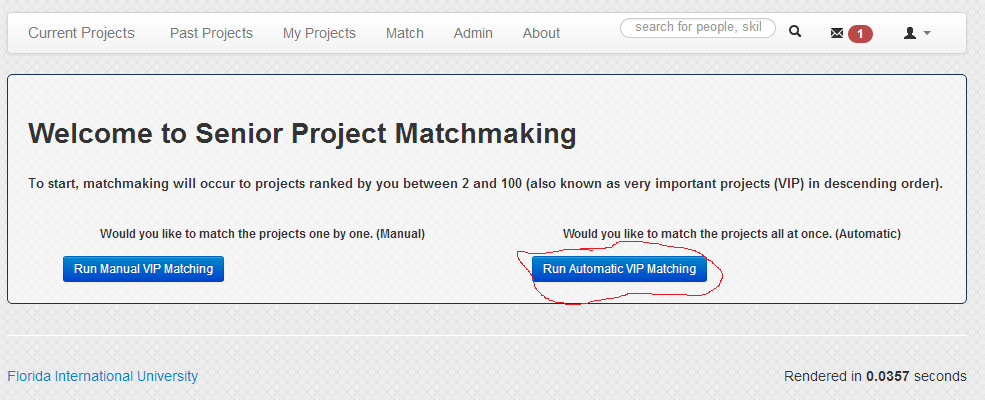 Current Projects Past Projects My Projects Match Admin About search for people, skil 1
Welcome to Senior Project Matchmaking
To start, matchmaking will occur to projects ranked by you between 2 and 100 (also known as very important projects (VIP) in descending order).
Would you like to match the projects one by one. (Manual) Would you like to match the projects all at once. (Automatic)
Run Manual VIP Matching Run Automatic VIP Matching
Florida International University Rendered in 0.0357 seconds